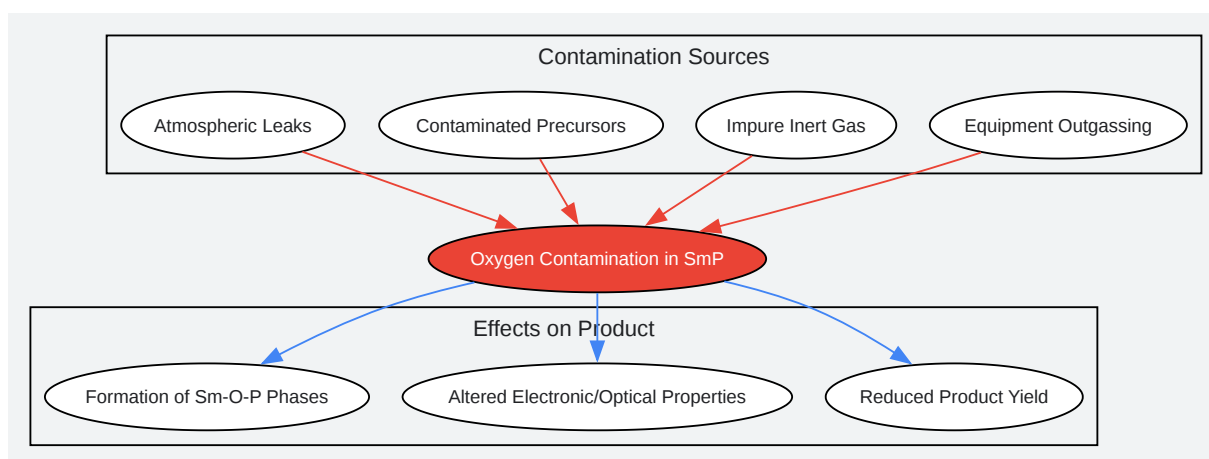 Contamination Sources
Atmospheric Leaks
Contaminated Precursors
Impure Inert Gas
Equipment Outgassing
Oxygen Contamination in SmP
Effects on Product
Formation of Sm-O-P Phases
Altered Electronic/Optical Properties
Reduced Product Yield